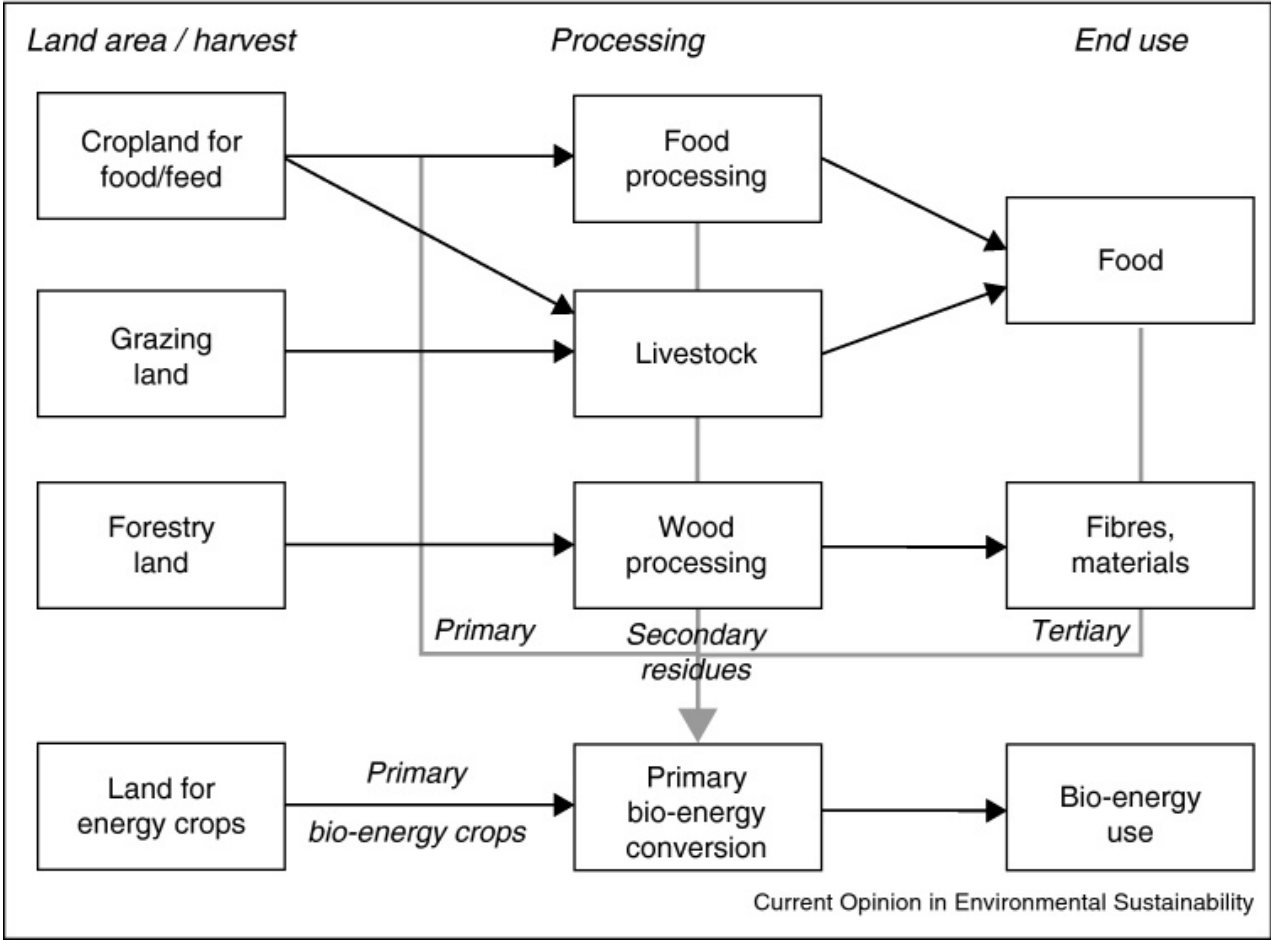 Land area / harvest
Processing
End use
Cropland for
food/feed
Food
processing
Food
Grazing
land
Livestock
Forestry
land
Wood
processing
Fibres,
materials
Primary
Secondary
residues
Tertiary
Land for
energy crops
Primary
bio-energy crops
Primary
bio-energy
conversion
Bio-energy
use
Current Opinion in Environmental Sustainability